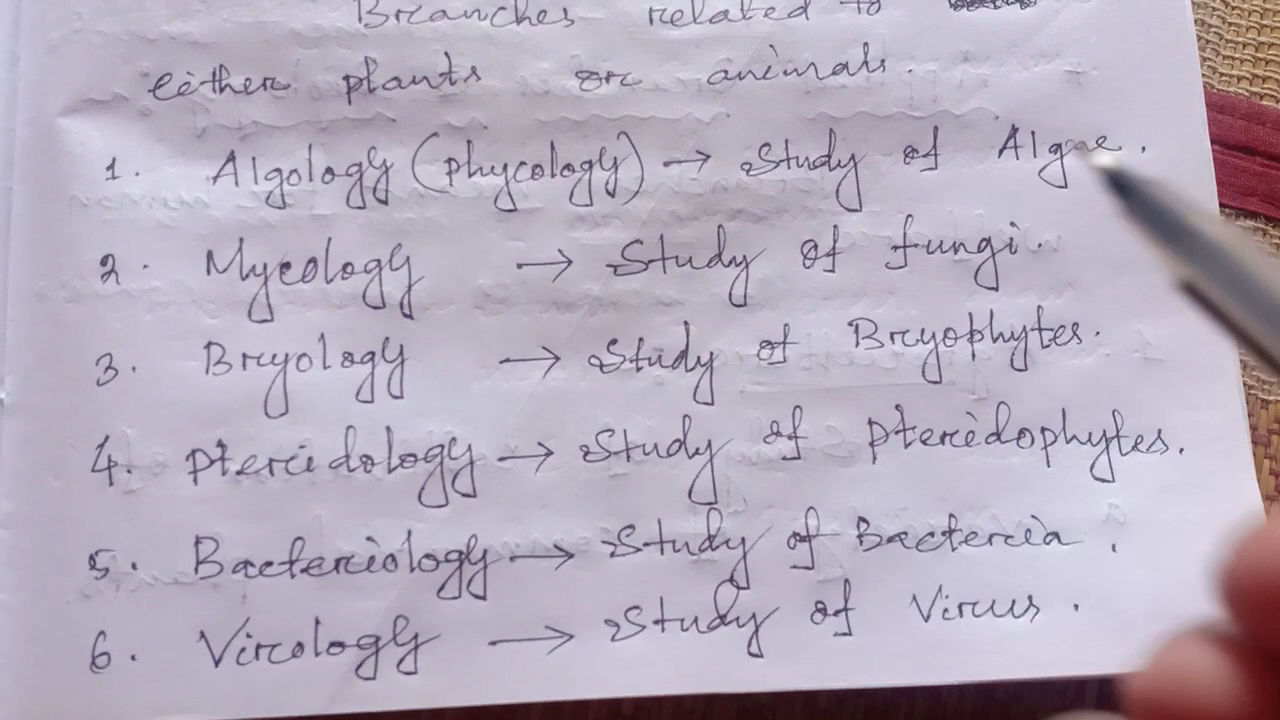 Branches related to
either plants or animals.
1. Algology (phycology) → Study of Algae.
2. Mycology → Study of fungi.
3. Bryology → Study of Bryophytes.
4. Pteridology → Study of pteridophytes.
5. Bacteriology → Study of Bacteria.
6. Virology → Study of Virus.